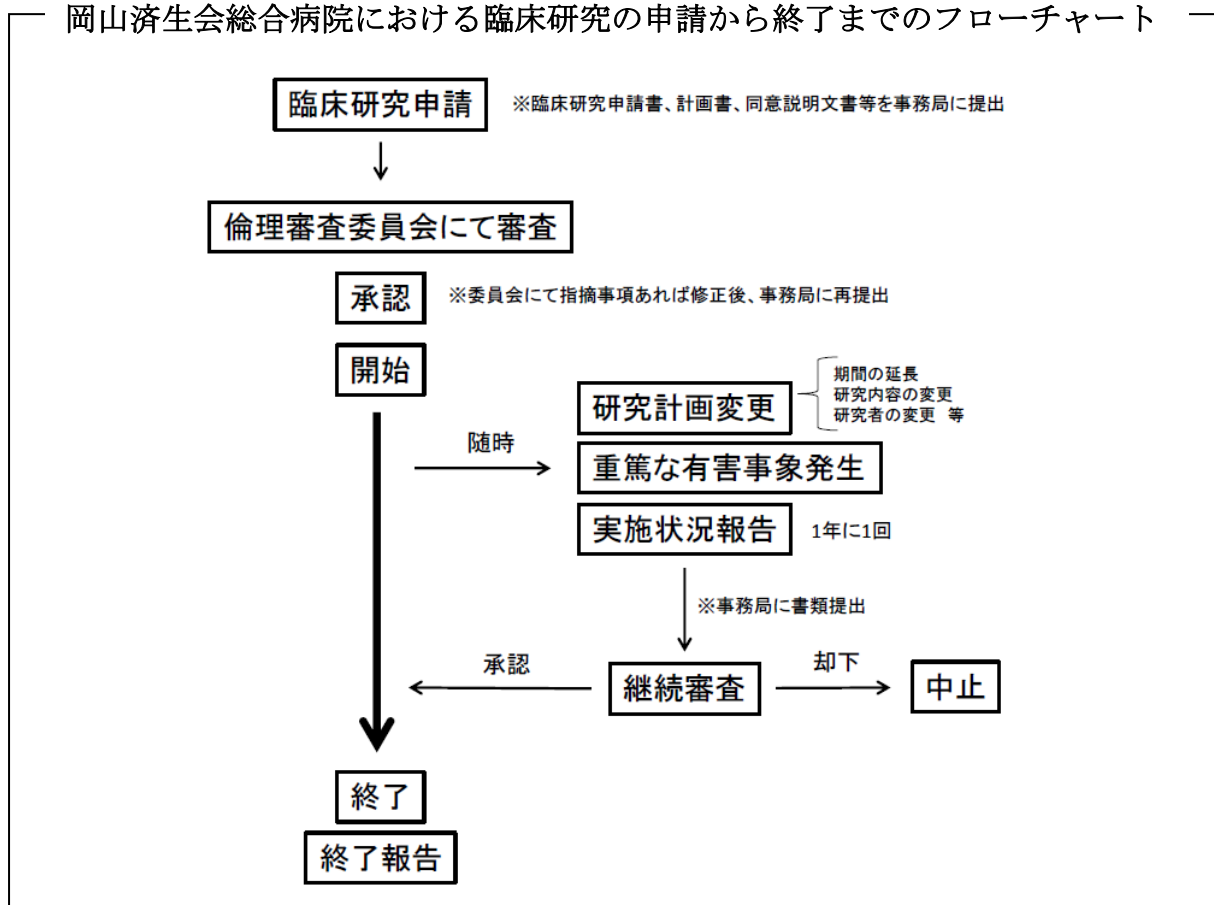 岡山済生会総合病院における臨床研究の申請から終了までのフローチャート
臨床研究申請
※臨床研究申請書、計画書、同意説明文書等を事務局に提出
倫理審査委員会にて審査
承認
※委員会にて指摘事項あれば修正後、事務局に再提出
開始
研究計画変更
期間の延長
研究内容の変更
研究者の変更 等
随時
重篤な有害事象発生
実施状況報告
1年に1回
※事務局に書類提出
承認
継続審査
却下
中止
終了
終了報告